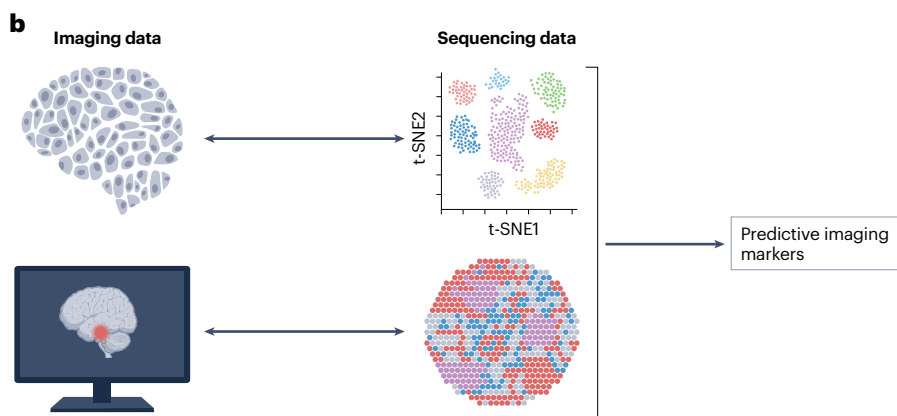 b
Imaging data
Sequencing data
t-SNE2
t-SNE1
Predictive imaging
markers